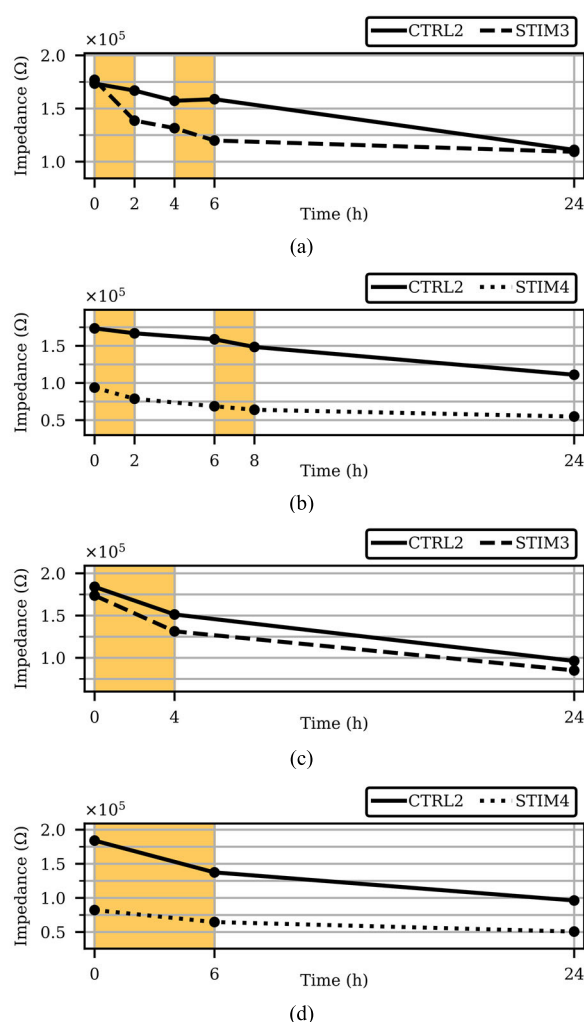 ×10⁵ CTRL2 STIM3
Impedance (Ω)
2.0
1.5
1.0
0 2 4 6 24
Time (h)
(a)
×10⁵ CTRL2 STIM4
Impedance (Ω)
1.5
1.0
0.5
0 2 6 8 24
Time (h)
(b)
×10⁵ CTRL2 STIM3
Impedance (Ω)
2.0
1.5
1.0
0 4 24
Time (h)
(c)
×10⁵ CTRL2 STIM4
Impedance (Ω)
2.0
1.5
1.0
0.5
0 6 24
Time (h)
(d)